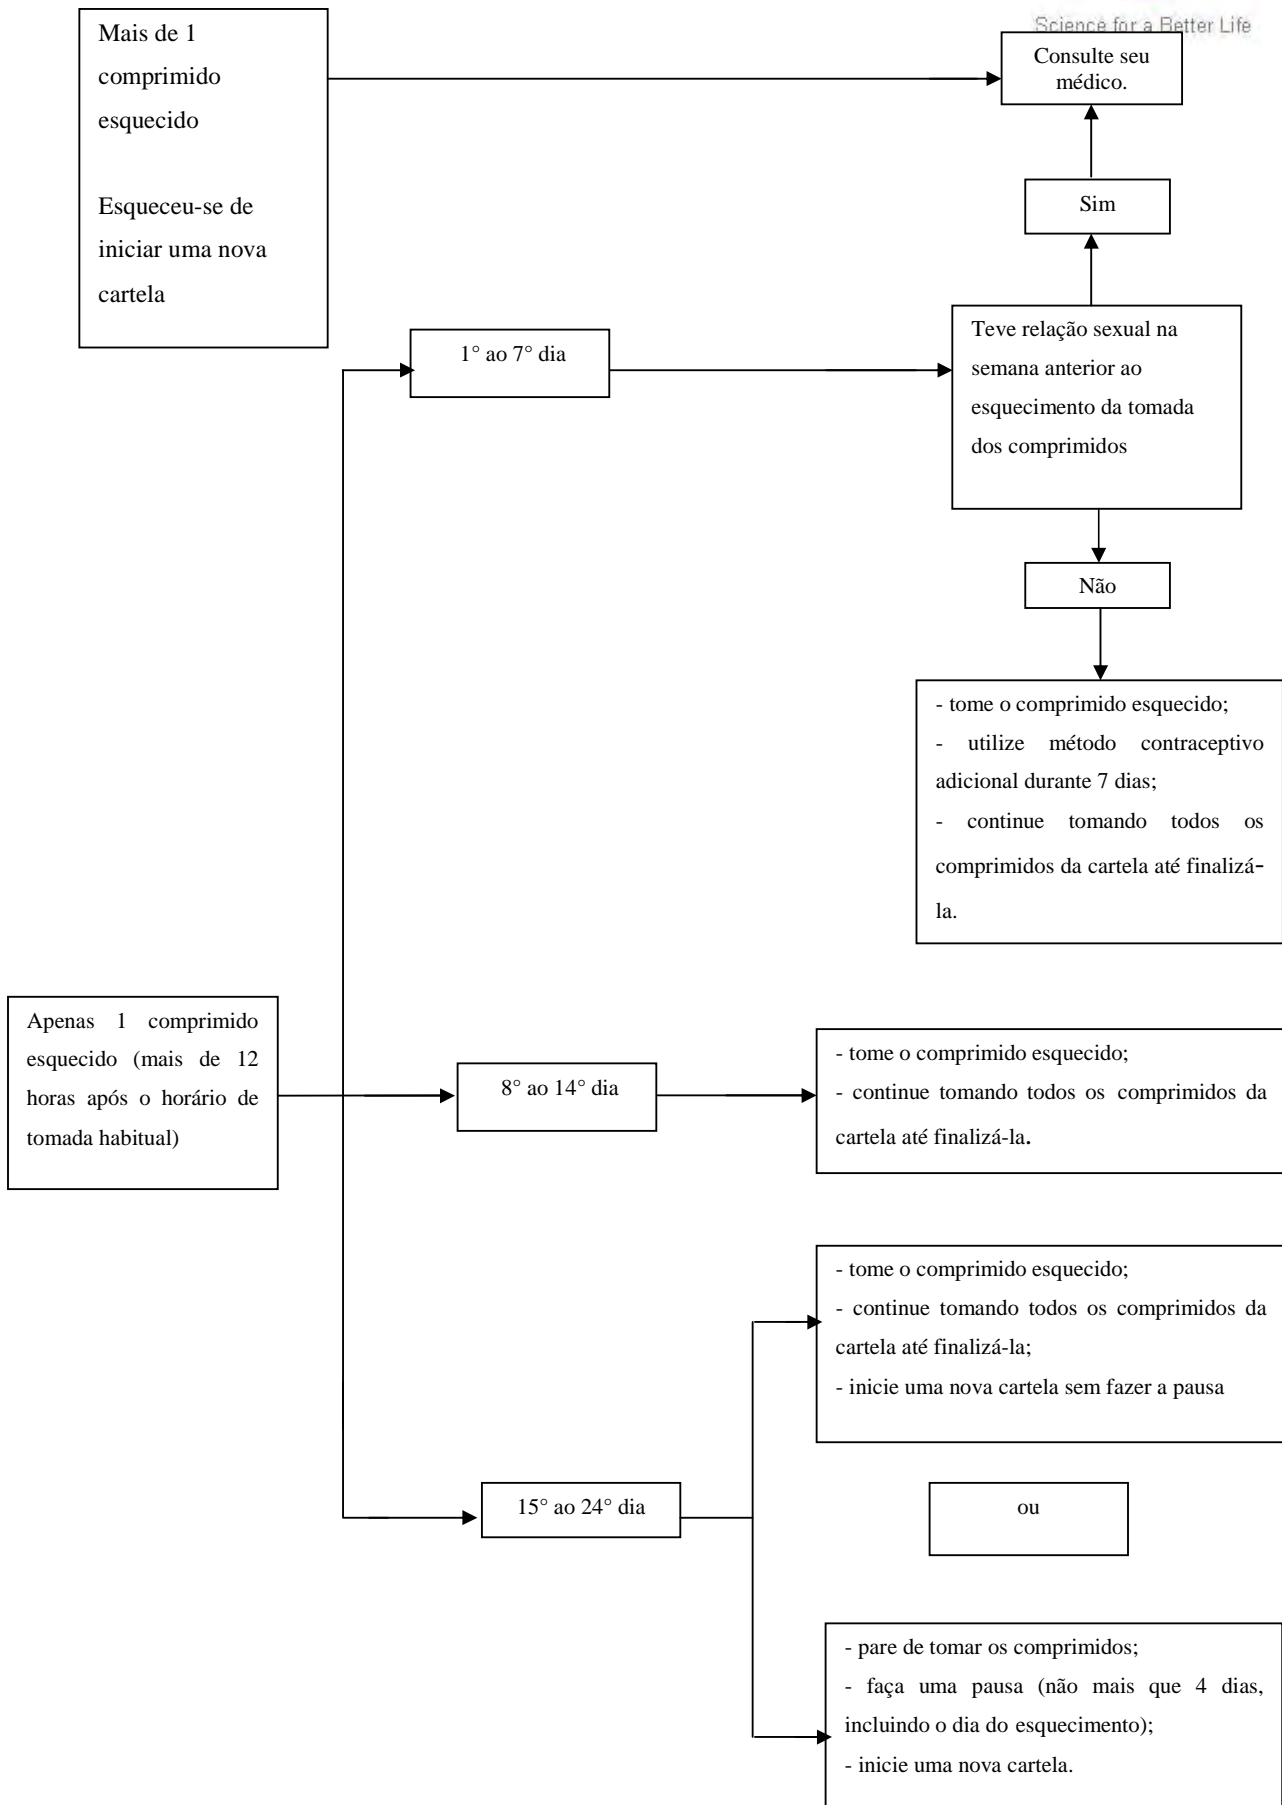 Science for a Better Life
Mais de 1
comprimido
esquecido
Esqueceu-se de
iniciar uma nova
cartela
Consulte seu
médico.
Sim
1° ao 7° dia
Teve relação sexual na
semana anterior ao
esquecimento da tomada
dos comprimidos
Não
- tome o comprimido esquecido;
- utilize método contraceptivo
adicional durante 7 dias;
- continue tomando todos os
comprimidos da cartela até finalizá-
la.
Apenas 1 comprimido
esquecido (mais de 12
horas após o horário de
tomada habitual)
8° ao 14° dia
- tome o comprimido esquecido;
- continue tomando todos os comprimidos da
cartela até finalizá-la.
- tome o comprimido esquecido;
- continue tomando todos os comprimidos da
cartela até finalizá-la;
- inicie uma nova cartela sem fazer a pausa
15° ao 24° dia
ou
- pare de tomar os comprimidos;
- faça uma pausa (não mais que 4 dias,
incluindo o dia do esquecimento);
- inicie uma nova cartela.